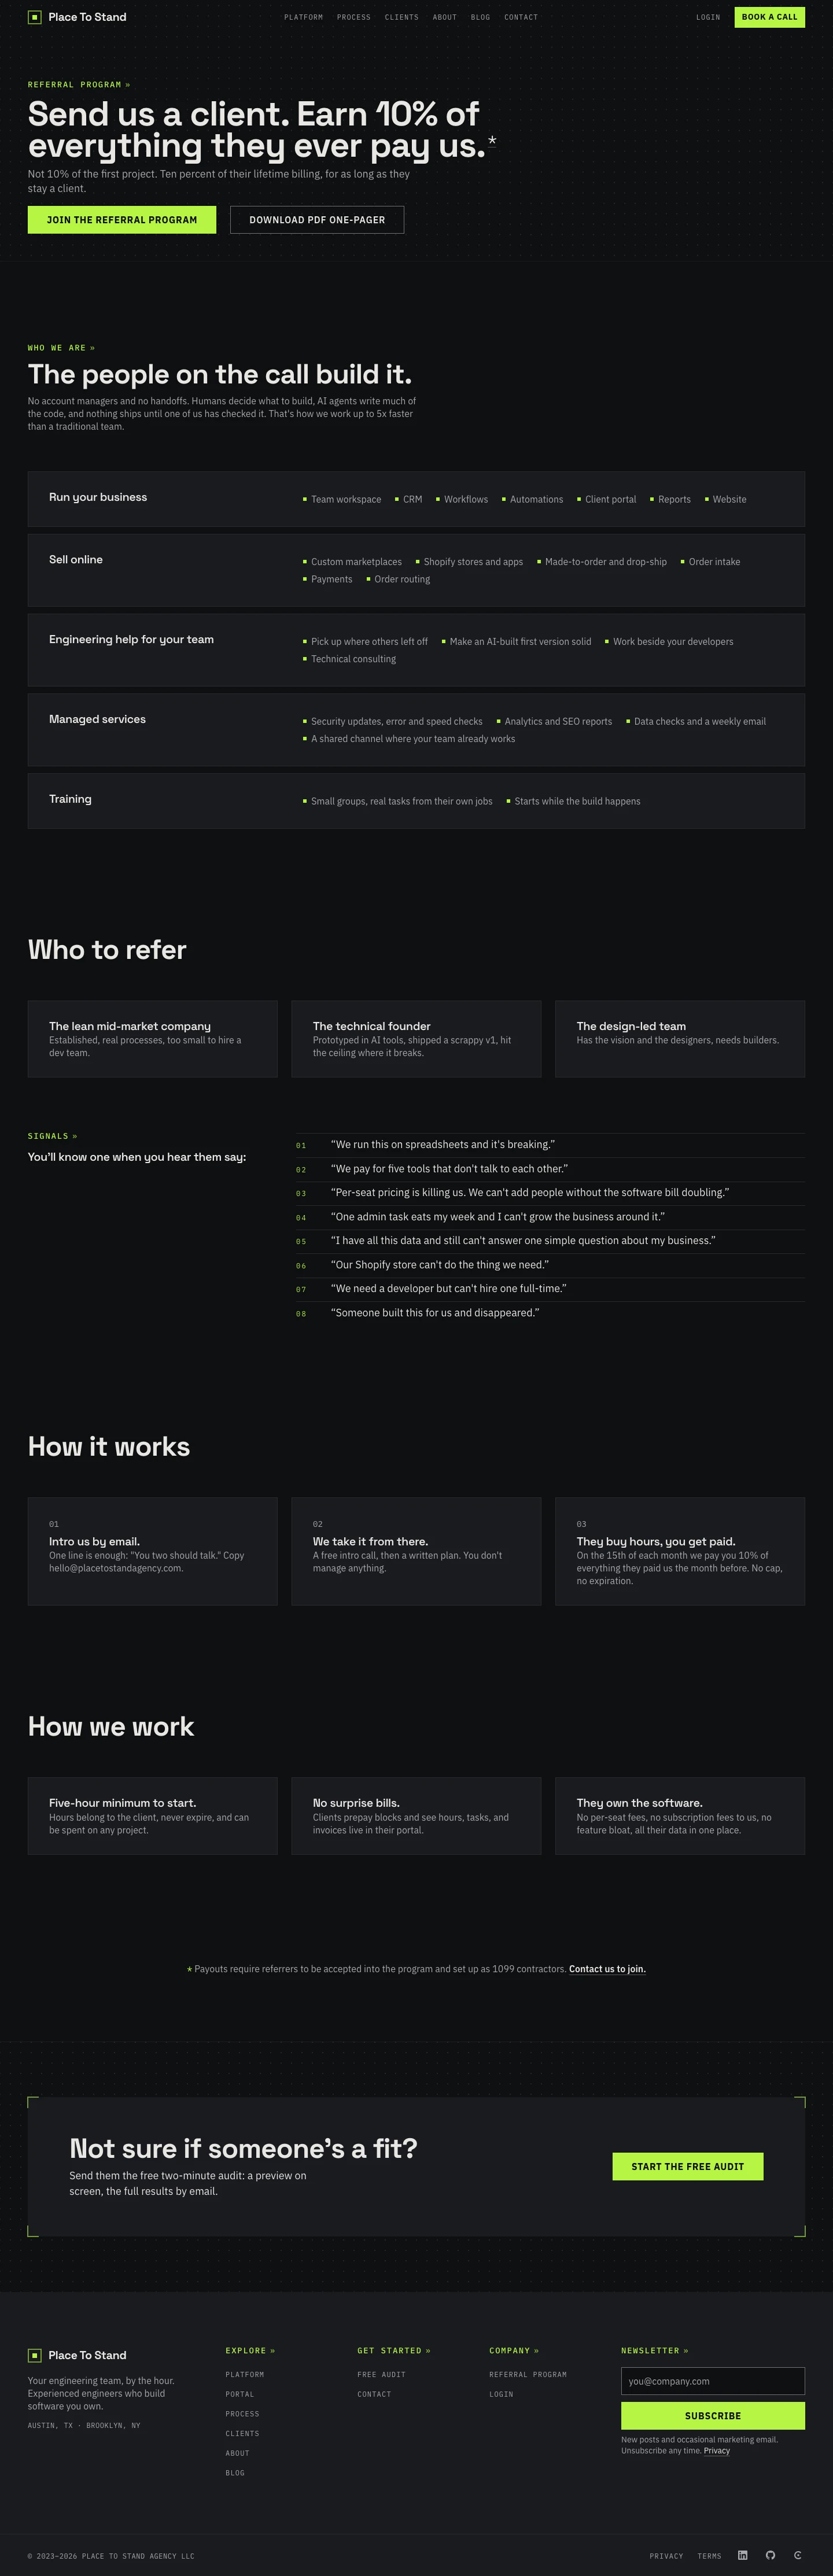 Place To Stand
PLATFORM PROCESS CLIENTS ABOUT BLOG CONTACT
LOGIN
BOOK A CALL
REFERRAL PROGRAM »
Send us a client. Earn 10% of
everything they ever pay us.*
Not 10% of the first project. Ten percent of their lifetime billing, for as long as they
stay a client.
JOIN THE REFERRAL PROGRAM
DOWNLOAD PDF ONE-PAGER
WHO WE ARE »
The people on the call build it.
No account managers and no handoffs. Humans decide what to build, AI agents write much of
the code, and nothing ships until one of us has checked it. That's how we work up to 5x faster
than a traditional team.
Run your business
Team workspace CRM Workflows Automations Client portal Reports Website
Sell online
Custom marketplaces Shopify stores and apps Made-to-order and drop-ship Order intake
Payments Order routing
Engineering help for your team
Pick up where others left off Make an AI-built first version solid Work beside your developers
Technical consulting
Managed services
Security updates, error and speed checks Analytics and SEO reports Data checks and a weekly email
A shared channel where your team already works
Training
Small groups, real tasks from their own jobs Starts while the build happens
Who to refer
The lean mid-market company
Established, real processes, too small to hire a
dev team.
The technical founder
Prototyped in AI tools, shipped a scrappy v1, hit
the ceiling where it breaks.
The design-led team
Has the vision and the designers, needs builders.
SIGNALS »
You’ll know one when you hear them say:
01 “We run this on spreadsheets and it's breaking.”
02 “We pay for five tools that don't talk to each other.”
03 “Per-seat pricing is killing us. We can't add people without the software bill doubling.”
04 “One admin task eats my week and I can't grow the business around it.”
05 “I have all this data and still can't answer one simple question about my business.”
06 “Our Shopify store can't do the thing we need.”
07 “We need a developer but can't hire one full-time.”
08 “Someone built this for us and disappeared.”
How it works
01
Intro us by email.
One line is enough: "You two should talk." Copy
hello@placetostandagency.com.
02
We take it from there.
A free intro call, then a written plan. You don't
manage anything.
03
They buy hours, you get paid.
On the 15th of each month we pay you 10% of
everything they paid us the month before. No cap,
no expiration.
How we work
Five-hour minimum to start.
Hours belong to the client, never expire, and can
be spent on any project.
No surprise bills.
Clients prepay blocks and see hours, tasks, and
invoices live in their portal.
They own the software.
No per-seat fees, no subscription fees to us, no
feature bloat, all their data in one place.
* Payouts require referrers to be accepted into the program and set up as 1099 contractors. Contact us to join.
Not sure if someone’s a fit?
Send them the free two-minute audit: a preview on
screen, the full results by email.
START THE FREE AUDIT
Place To Stand
Your engineering team, by the hour.
Experienced engineers who build
software you own.
AUSTIN, TX · BROOKLYN, NY
EXPLORE »
PLATFORM
PORTAL
PROCESS
CLIENTS
ABOUT
BLOG
GET STARTED »
FREE AUDIT
CONTACT
COMPANY »
REFERRAL PROGRAM
LOGIN
NEWSLETTER »
you@company.com
SUBSCRIBE
New posts and occasional marketing email.
Unsubscribe any time. Privacy
© 2023–2026 PLACE TO STAND AGENCY LLC
PRIVACY TERMS